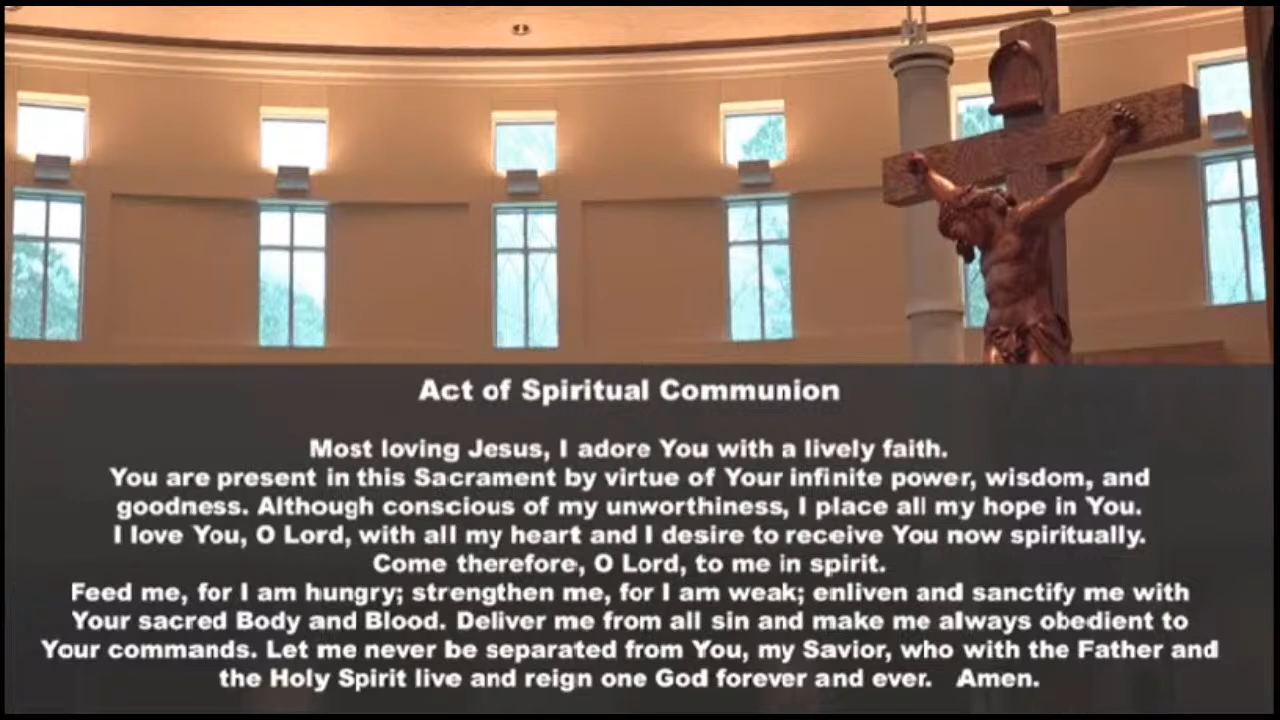 Act of Spiritual Communion
Most loving Jesus, I adore You with a lively faith.
You are present in this Sacrament by virtue of Your infinite power, wisdom, and
goodness. Although conscious of my unworthiness, I place all my hope in You.
I love You, O Lord, with all my heart and I desire to receive You now spiritually.
Come therefore, O Lord, to me in spirit.
Feed me, for I am hungry; strengthen me, for I am weak; enliven and sanctify me with
Your sacred Body and Blood. Deliver me from all sin and make me always obedient to
Your commands. Let me never be separated from You, my Savior, who with the Father and
the Holy Spirit live and reign one God forever and ever.   Amen.